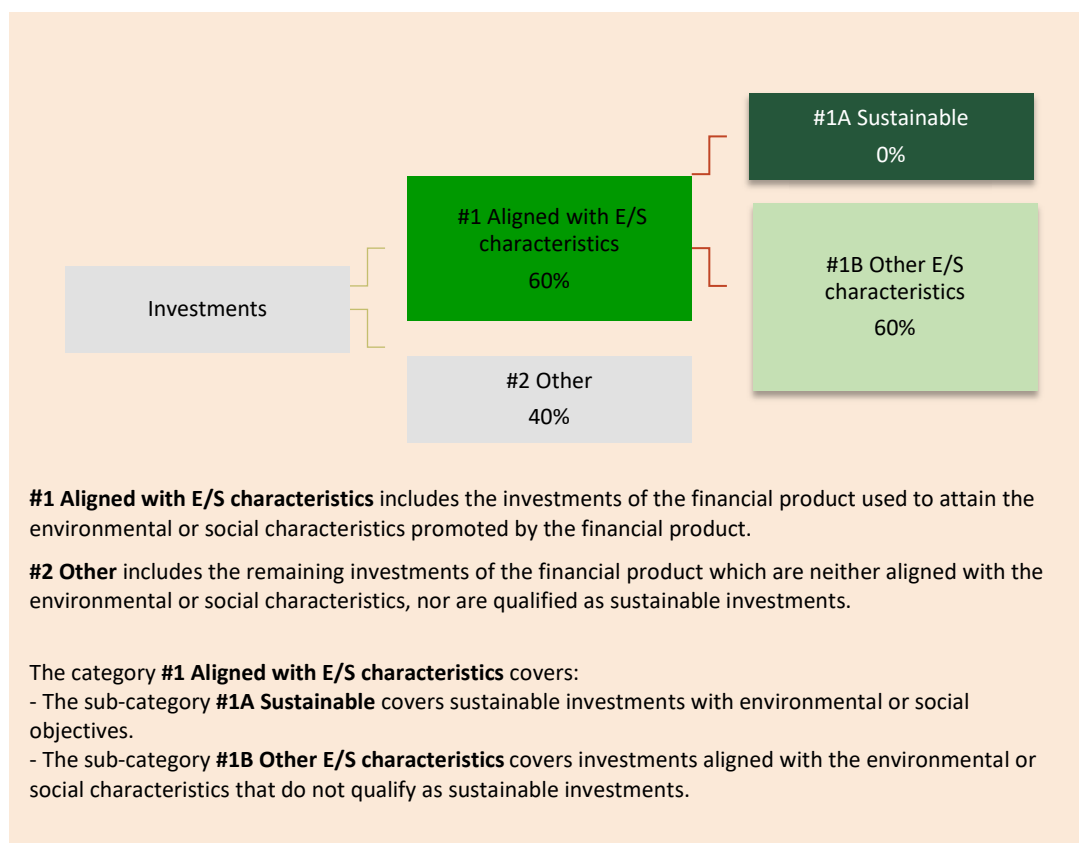 #1A Sustainable
0%
#1 Aligned with E/S
characteristics
60%
#1B Other E/S
characteristics
60%
Investments
#2 Other
40%
#1 Aligned with E/S characteristics includes the investments of the financial product used to attain the
environmental or social characteristics promoted by the financial product.
#2 Other includes the remaining investments of the financial product which are neither aligned with the
environmental or social characteristics, nor are qualified as sustainable investments.
The category #1 Aligned with E/S characteristics covers:
- The sub-category #1A Sustainable covers sustainable investments with environmental or social
objectives.
- The sub-category #1B Other E/S characteristics covers investments aligned with the environmental or
social characteristics that do not qualify as sustainable investments.